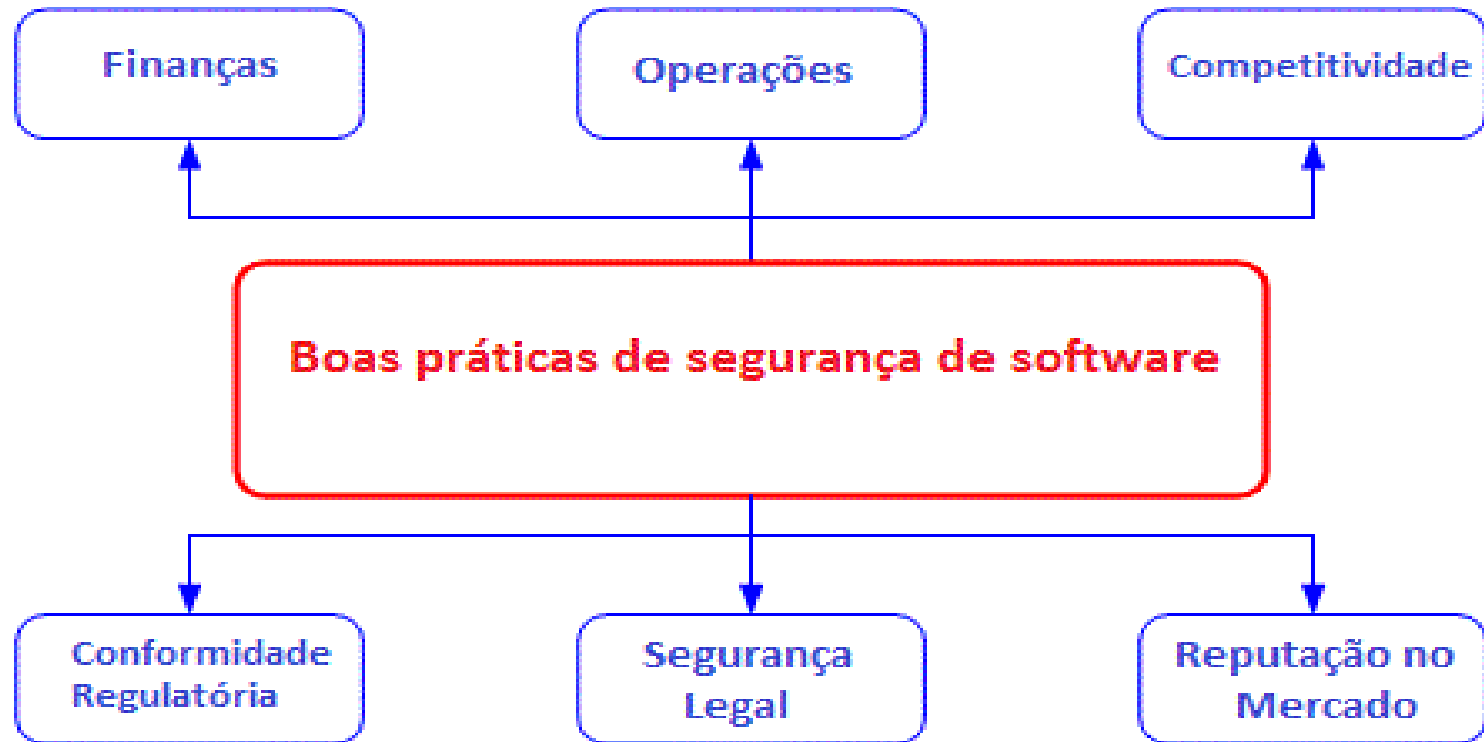 Finanças
Operações
Competitividade
Boas práticas de segurança de software
Conformidade
Regulatória
Segurança
Legal
Reputação no
Mercado